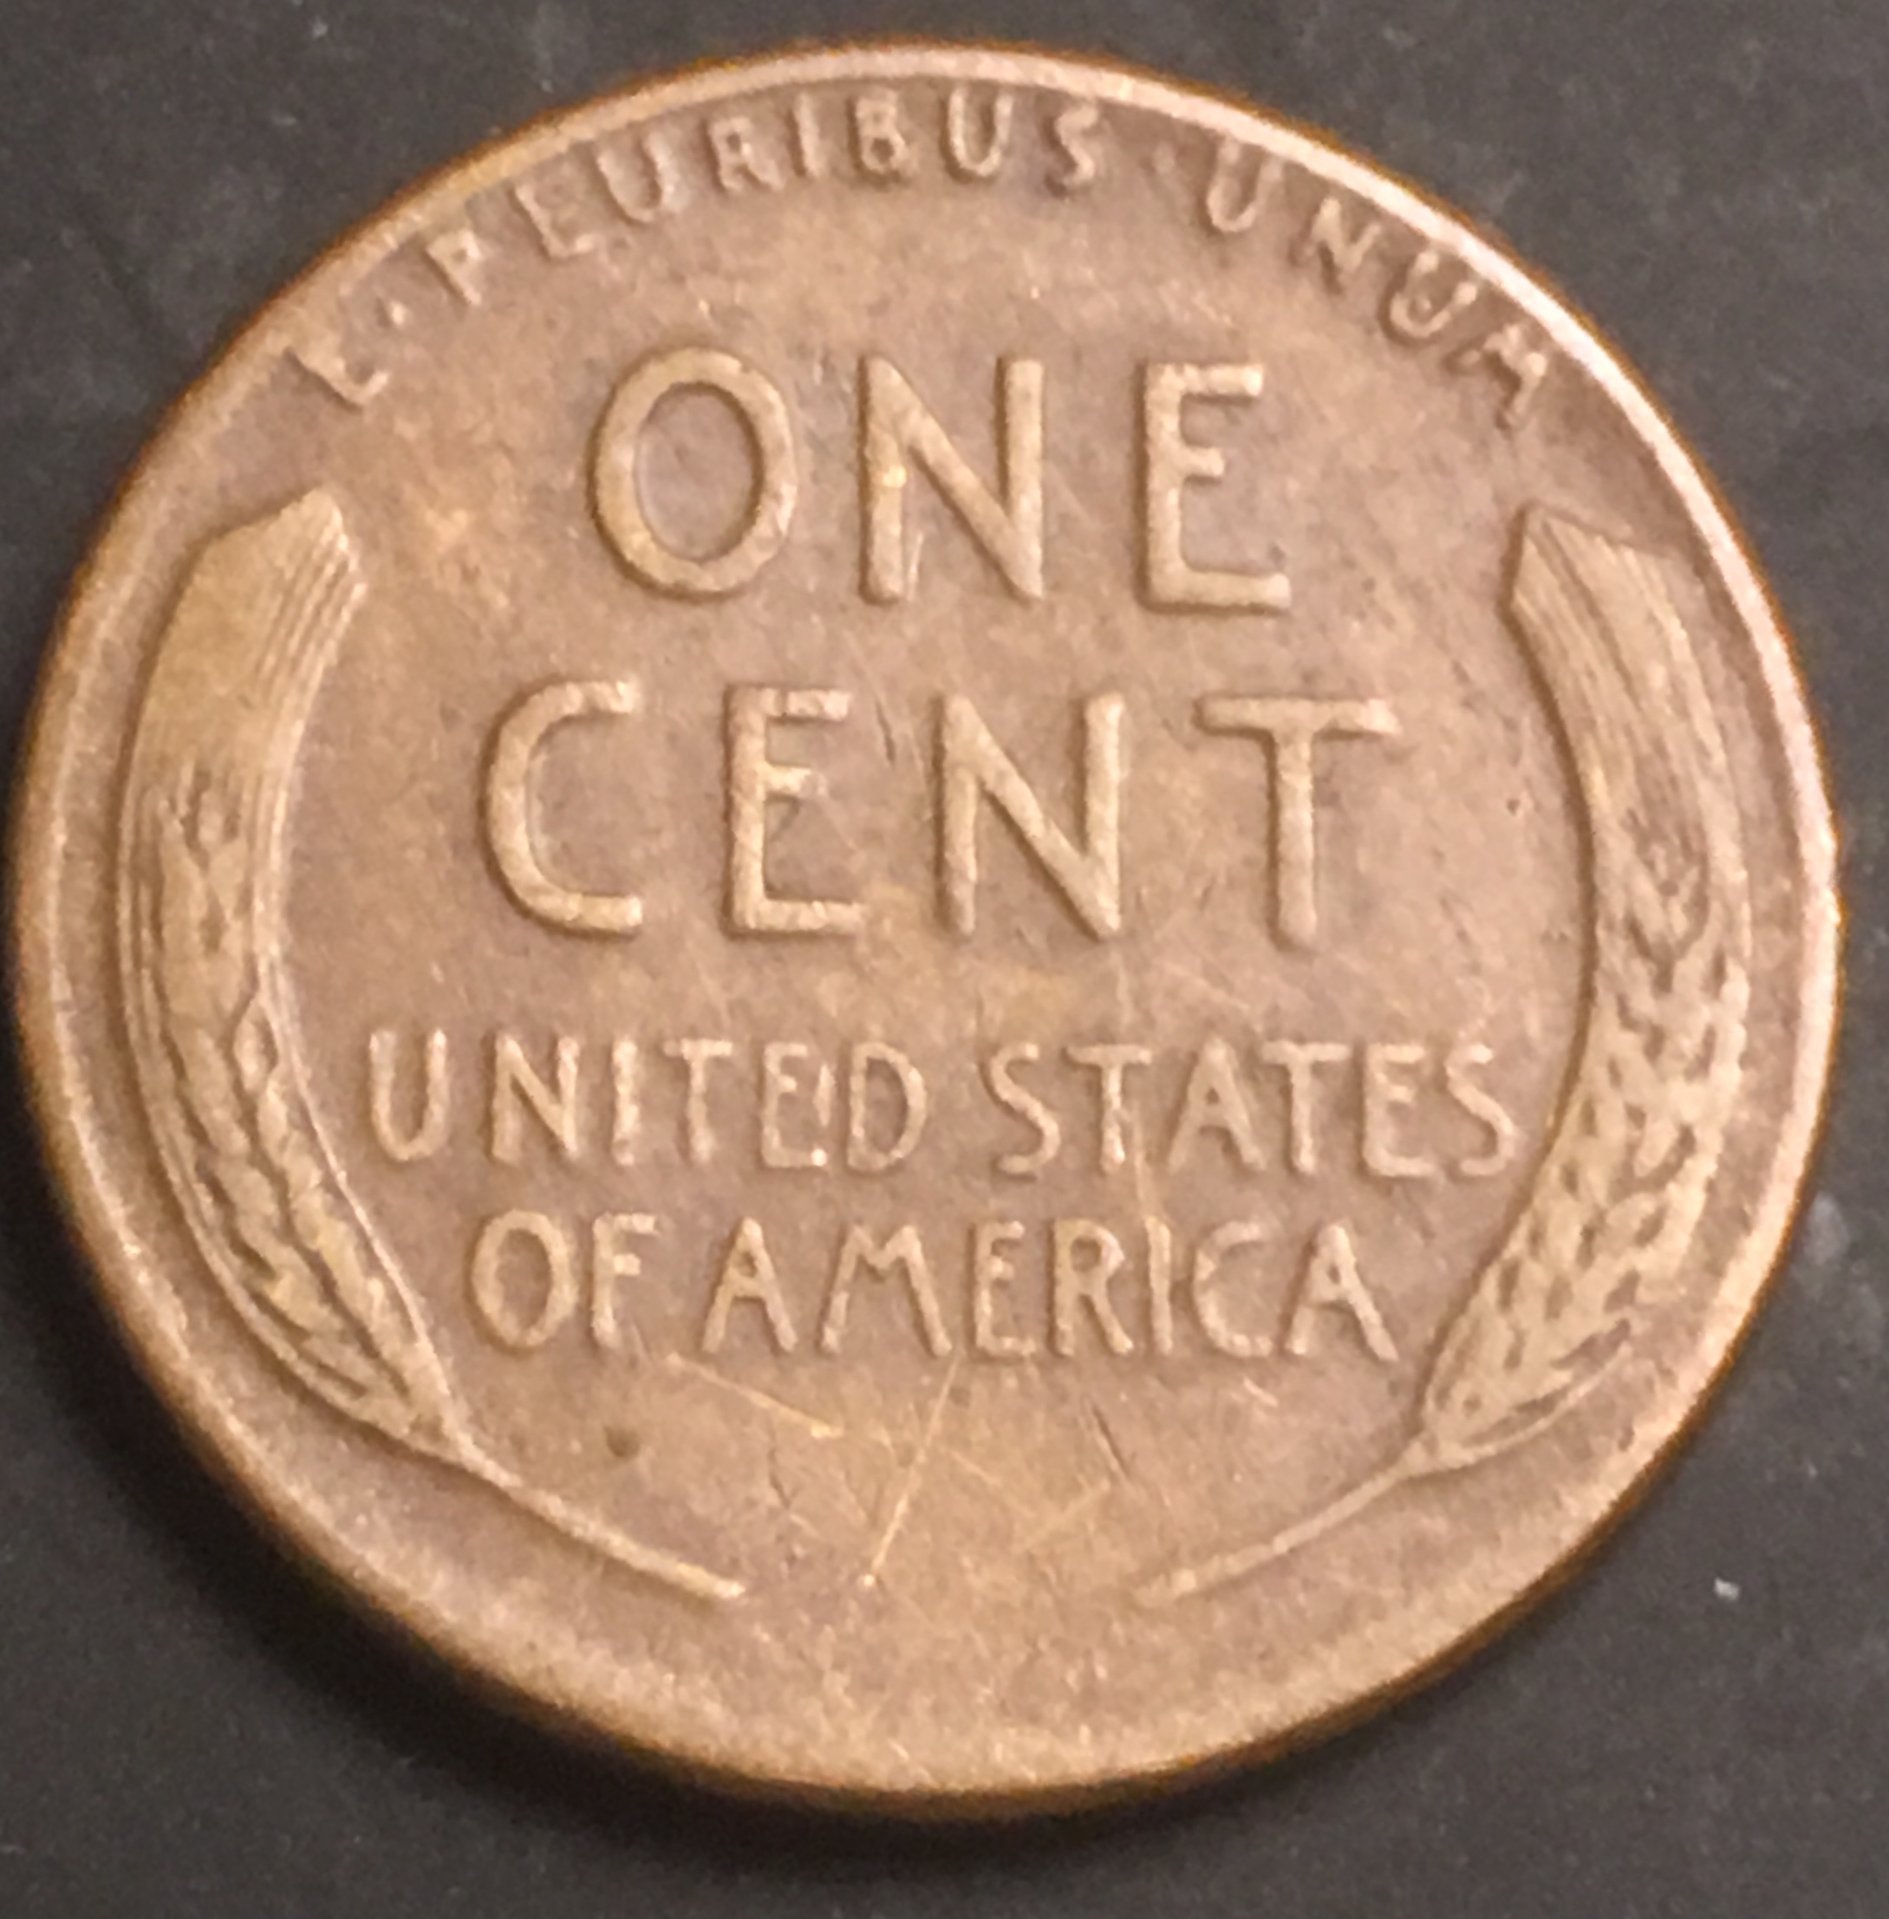 E·PLURIBUS·UNUM
ONE
CENT
UNITED STATES
OF AMERICA